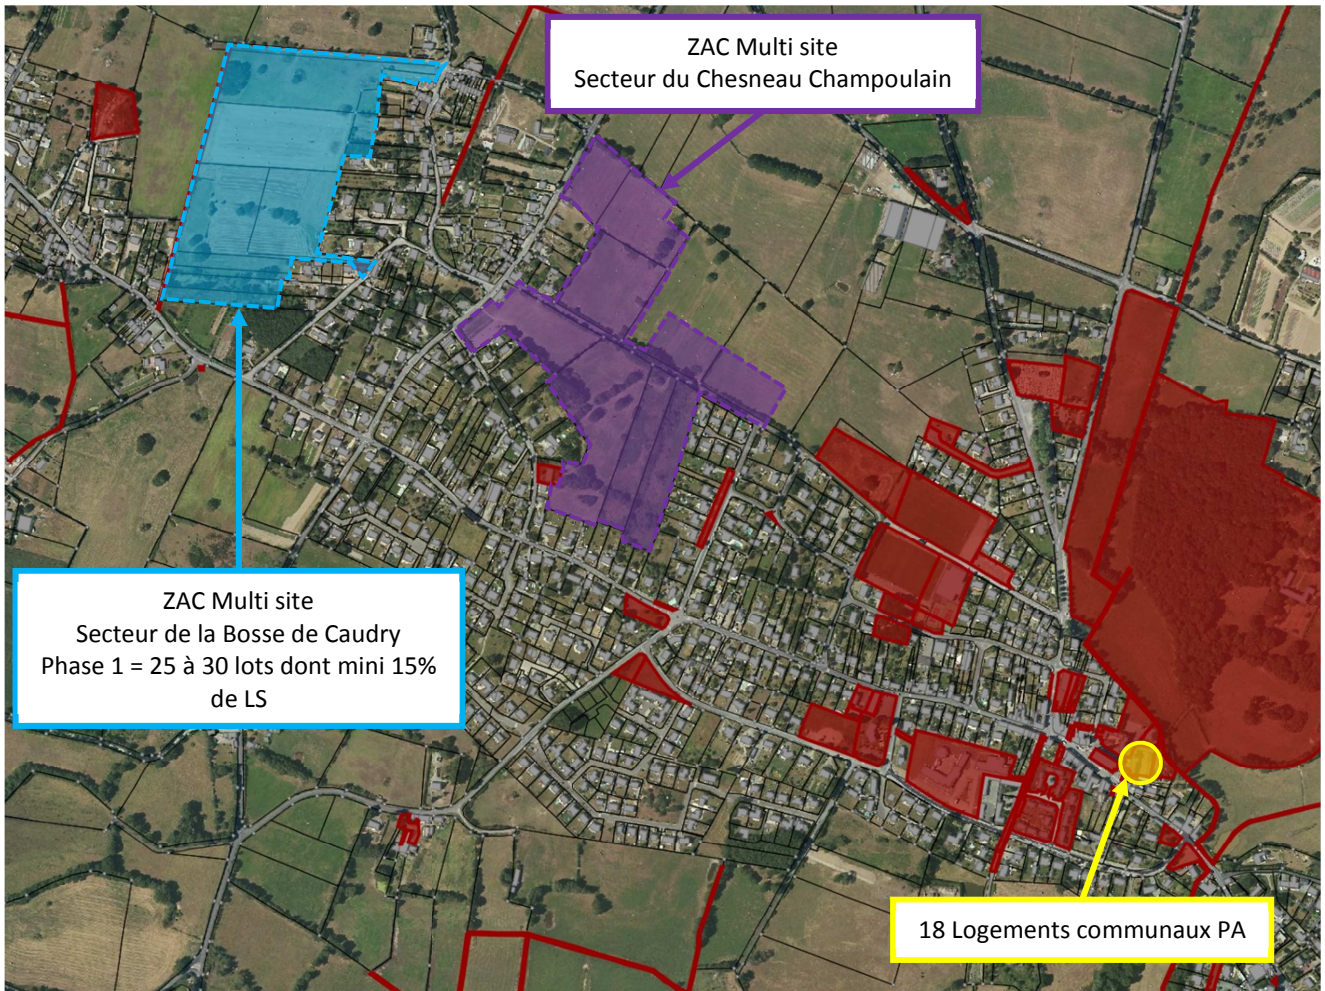 ZAC Multi site
Secteur du Chesneau Champoulain
ZAC Multi site
Secteur de la Bosse de Caudry
Phase 1 = 25 à 30 lots dont mini 15%
de LS
18 Logements communaux PA